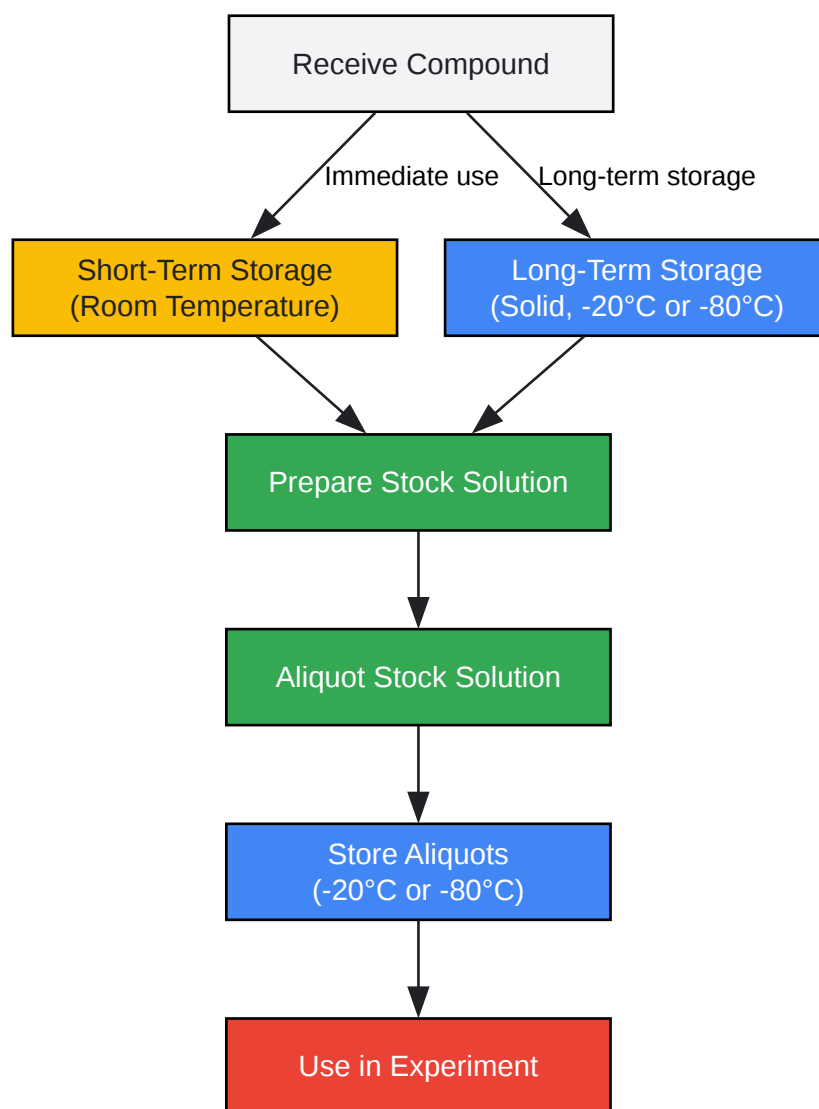 Receive Compound
Immediate use
Long-term storage
Short-Term Storage
(Room Temperature)
Long-Term Storage
(Solid, -20°C or -80°C)
Prepare Stock Solution
Aliquot Stock Solution
Store Aliquots
(-20°C or -80°C)
Use in Experiment